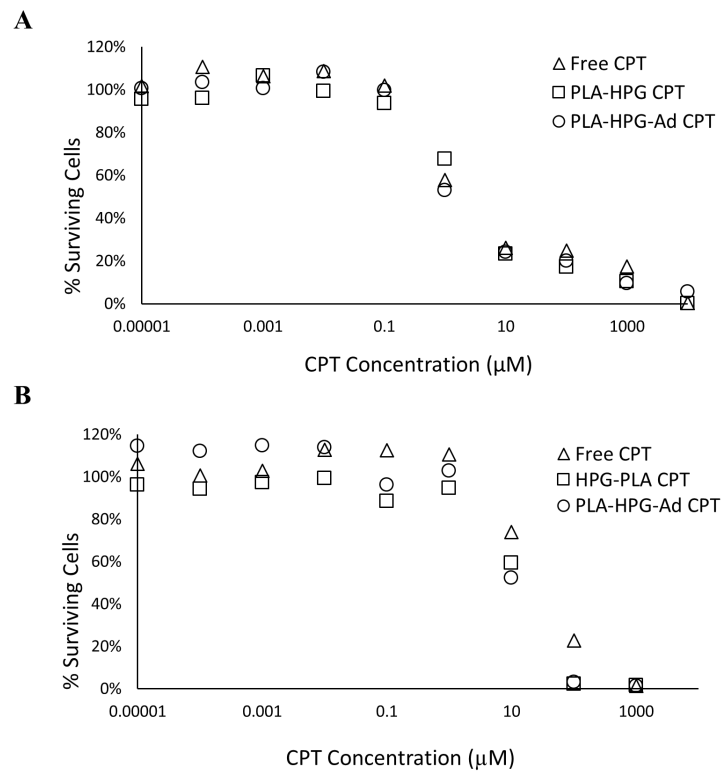 A
120%
100%
80%
60%
40%
20%
0%
% Surviving Cells
Free CPT
PLA-HPG CPT
PLA-HPG-Ad CPT
0.00001 0.001 0.1 10 1000
CPT Concentration (µM)
B
120%
100%
80%
60%
40%
20%
0%
% Surviving Cells
Free CPT
HPG-PLA CPT
PLA-HPG-Ad CPT
0.00001 0.001 0.1 10 1000
CPT Concentration (µM)